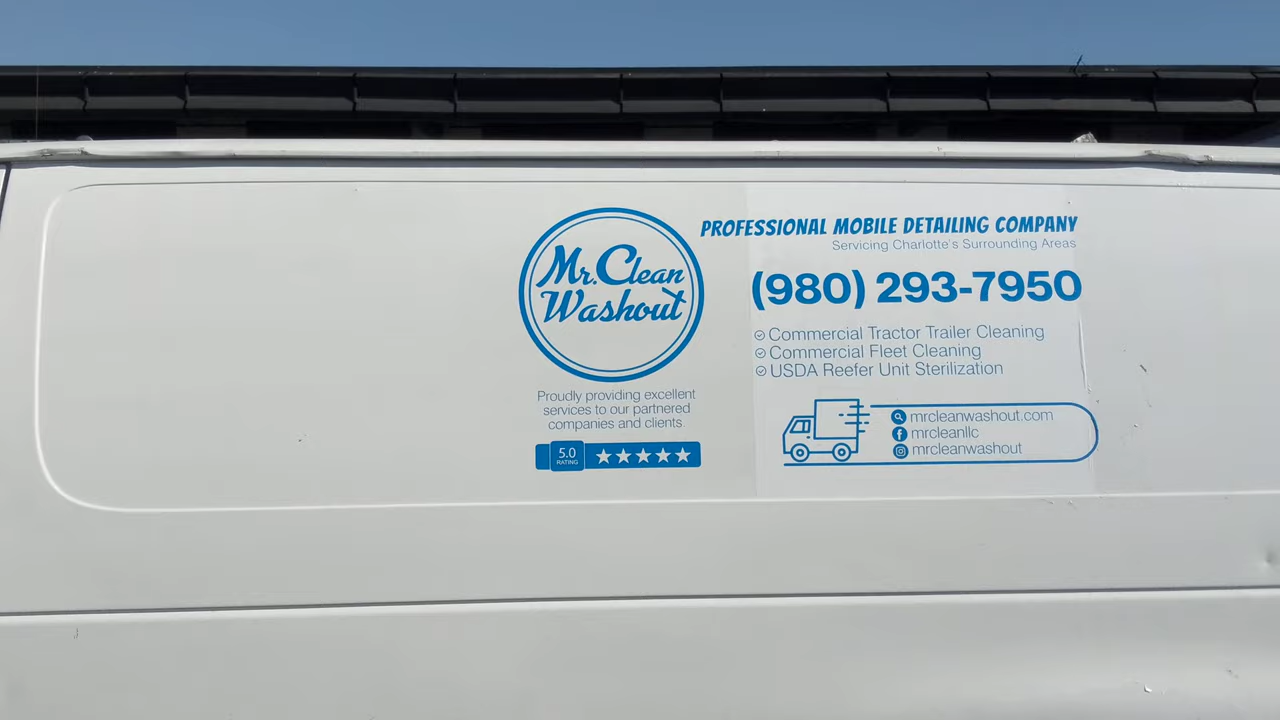 Mr. Clean
Washout
Proudly providing excellent
services to our partnered
companies and clients
5.0
RATING
PROFESSIONAL MOBILE DETAILING COMPANY
Servicing Charlotte's Surrounding Areas
(980) 293-7950
Commercial Tractor Trailer Cleaning
Commercial Fleet Cleaning
USDA Reefer Unit Sterilization
mrcleanwashout.com
mrcleanllc
mrcleanwashout